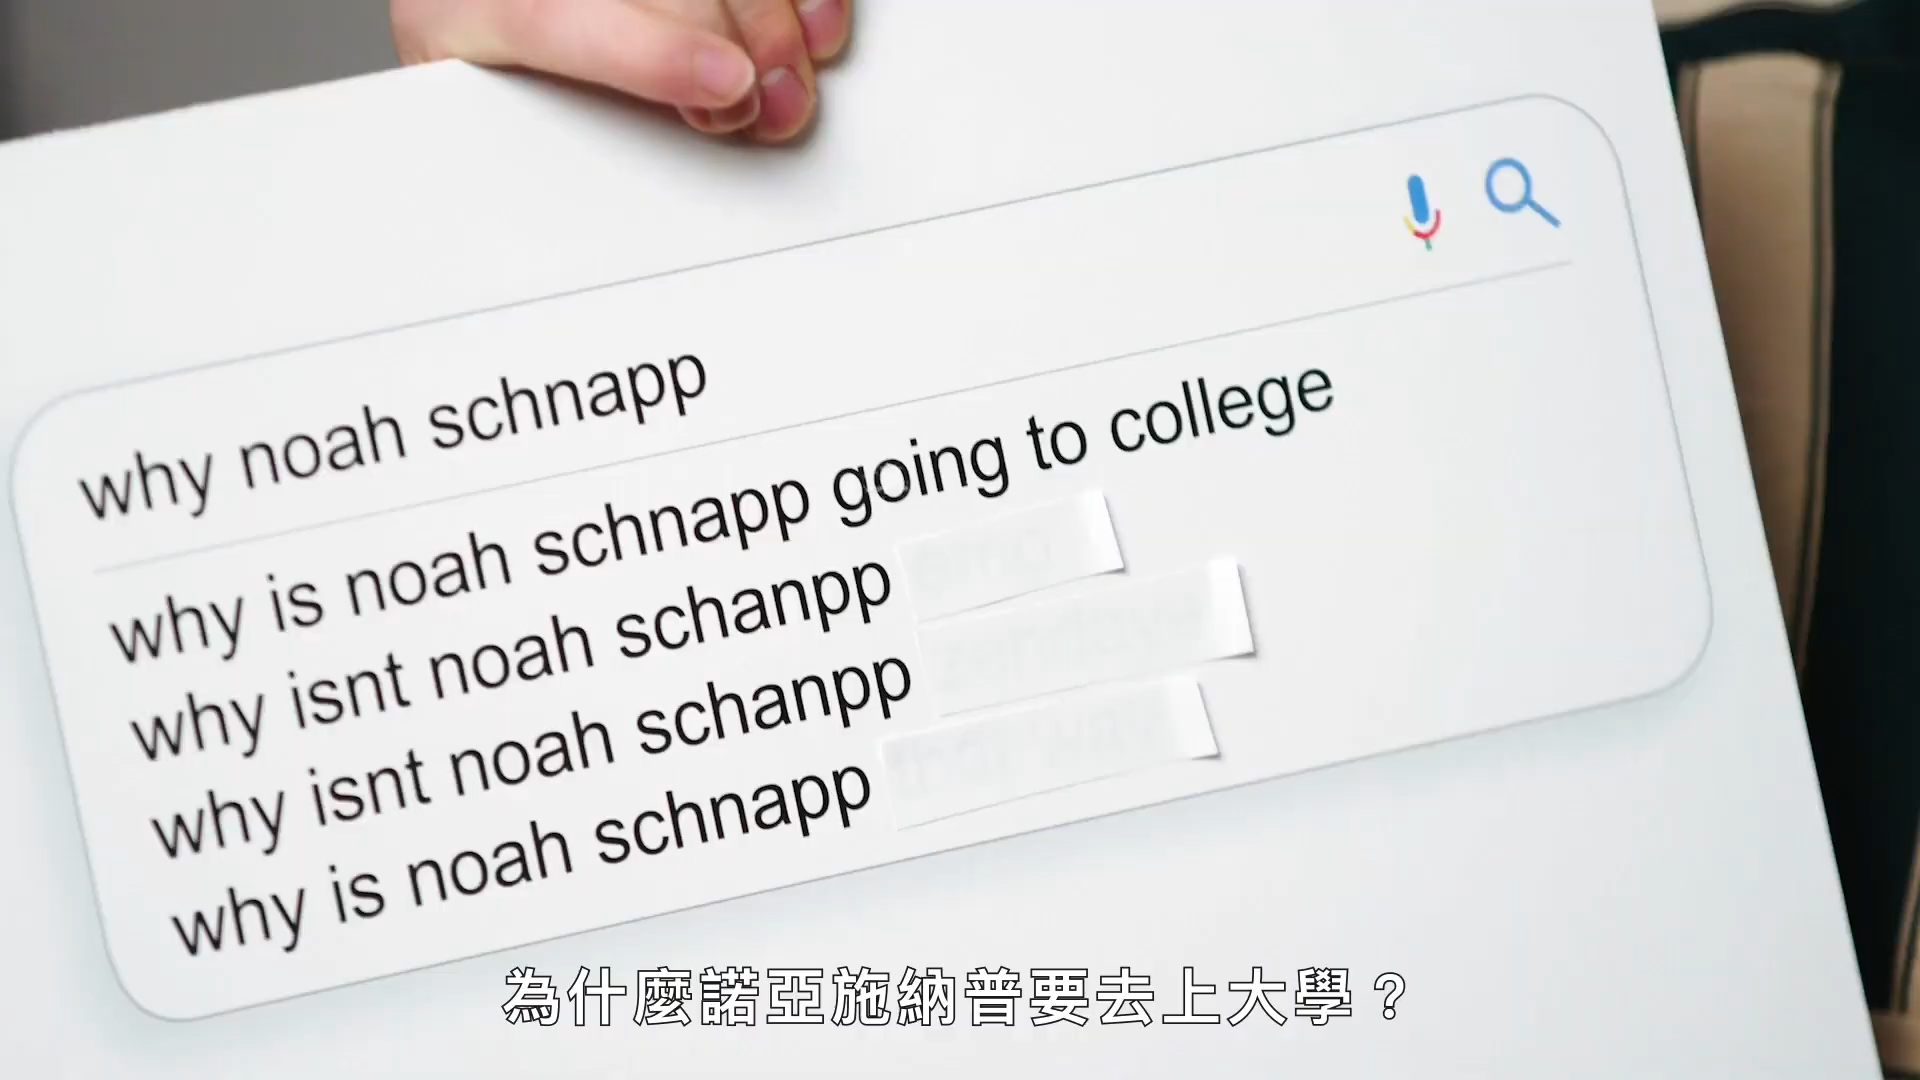 why noah schnapp
why is noah schnapp going to college
why isnt noah schanpp
why isnt noah schanpp
why is noah schnapp
為什麼諾亞施納普要去上大學？